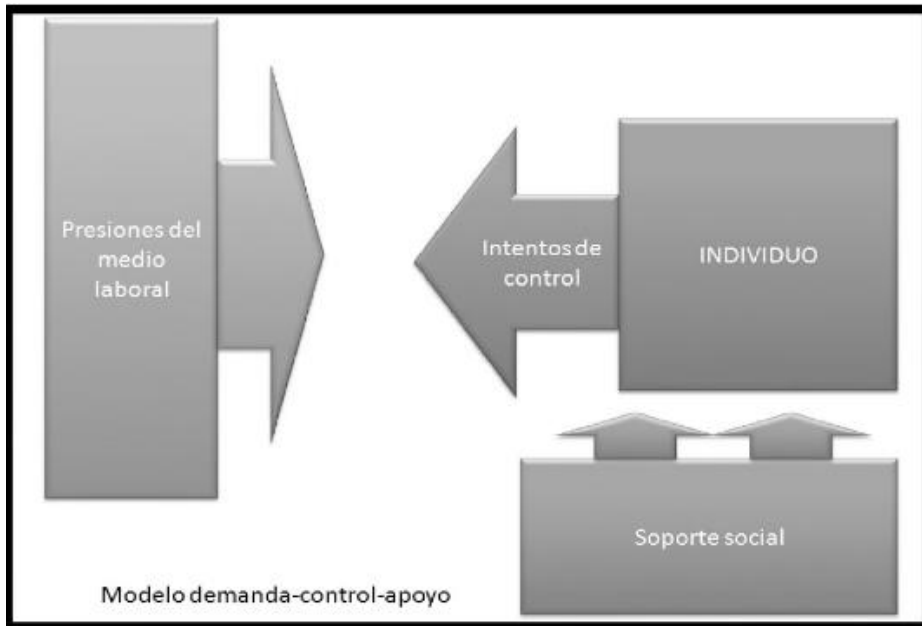 Presiones del
medio
laboral
Intentos de
control
INDIVIDUO
Soporte social
Modelo demanda-control-apoyo